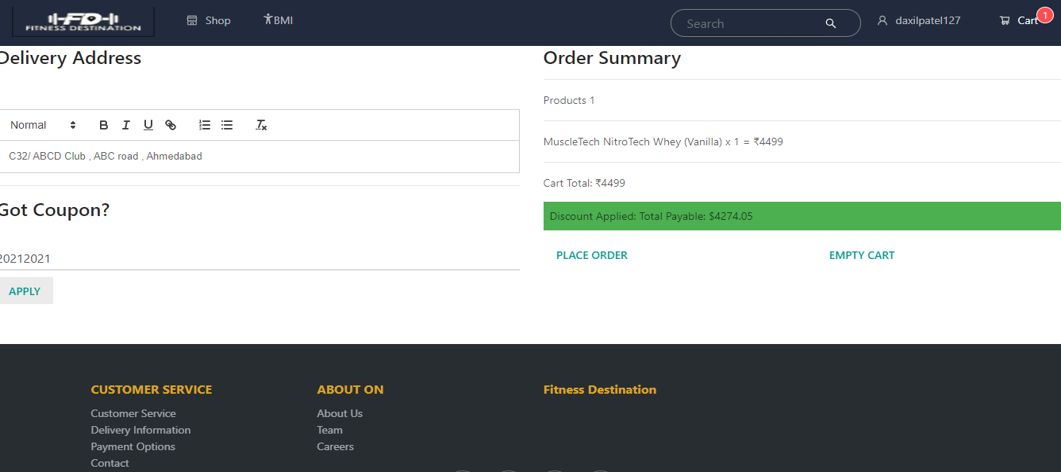 FD
FITNESS DESTINATION
Shop
BMI
Search
daxilpatel127
Cart
1
Delivery Address
Normal
B I U
C32/ ABCD Club , ABC road , Ahmedabad
Got Coupon?
20212021
APPLY
Order Summary
Products 1
MuscleTech NitroTech Whey (Vanilla) x 1 = ₹4499
Cart Total: ₹4499
Discount Applied: Total Payable: $4274.05
PLACE ORDER
EMPTY CART
CUSTOMER SERVICE
Customer Service
Delivery Information
Payment Options
Contact
ABOUT ON
About Us
Team
Careers
Fitness Destination